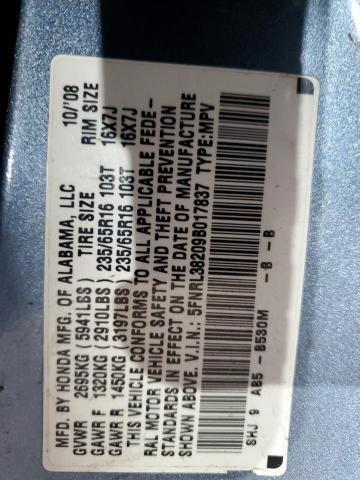 MFD. BY HONDA MFG. OF ALABAMA, LLC 10/'08
GVWR 2695KG (5941LBS) TIRE SIZE RIM SIZE
GAWR F 1320KG (2910LBS) 235/65R16 103T 16X7J
GAWR R 1450KG (3197LBS) 235/65R16 103T 16X7J
THIS VEHICLE CONFORMS TO ALL APPLICABLE FEDE-
RAL MOTOR VEHICLE SAFETY AND THEFT PREVENTION
STANDARDS IN EFFECT ON THE DATE OF MANUFACTURE
SHOWN ABOVE. V.I.N.: 5FNRL38209B017837 TYPE:MPV
SHJ 9 AB5 - B530M - B - B